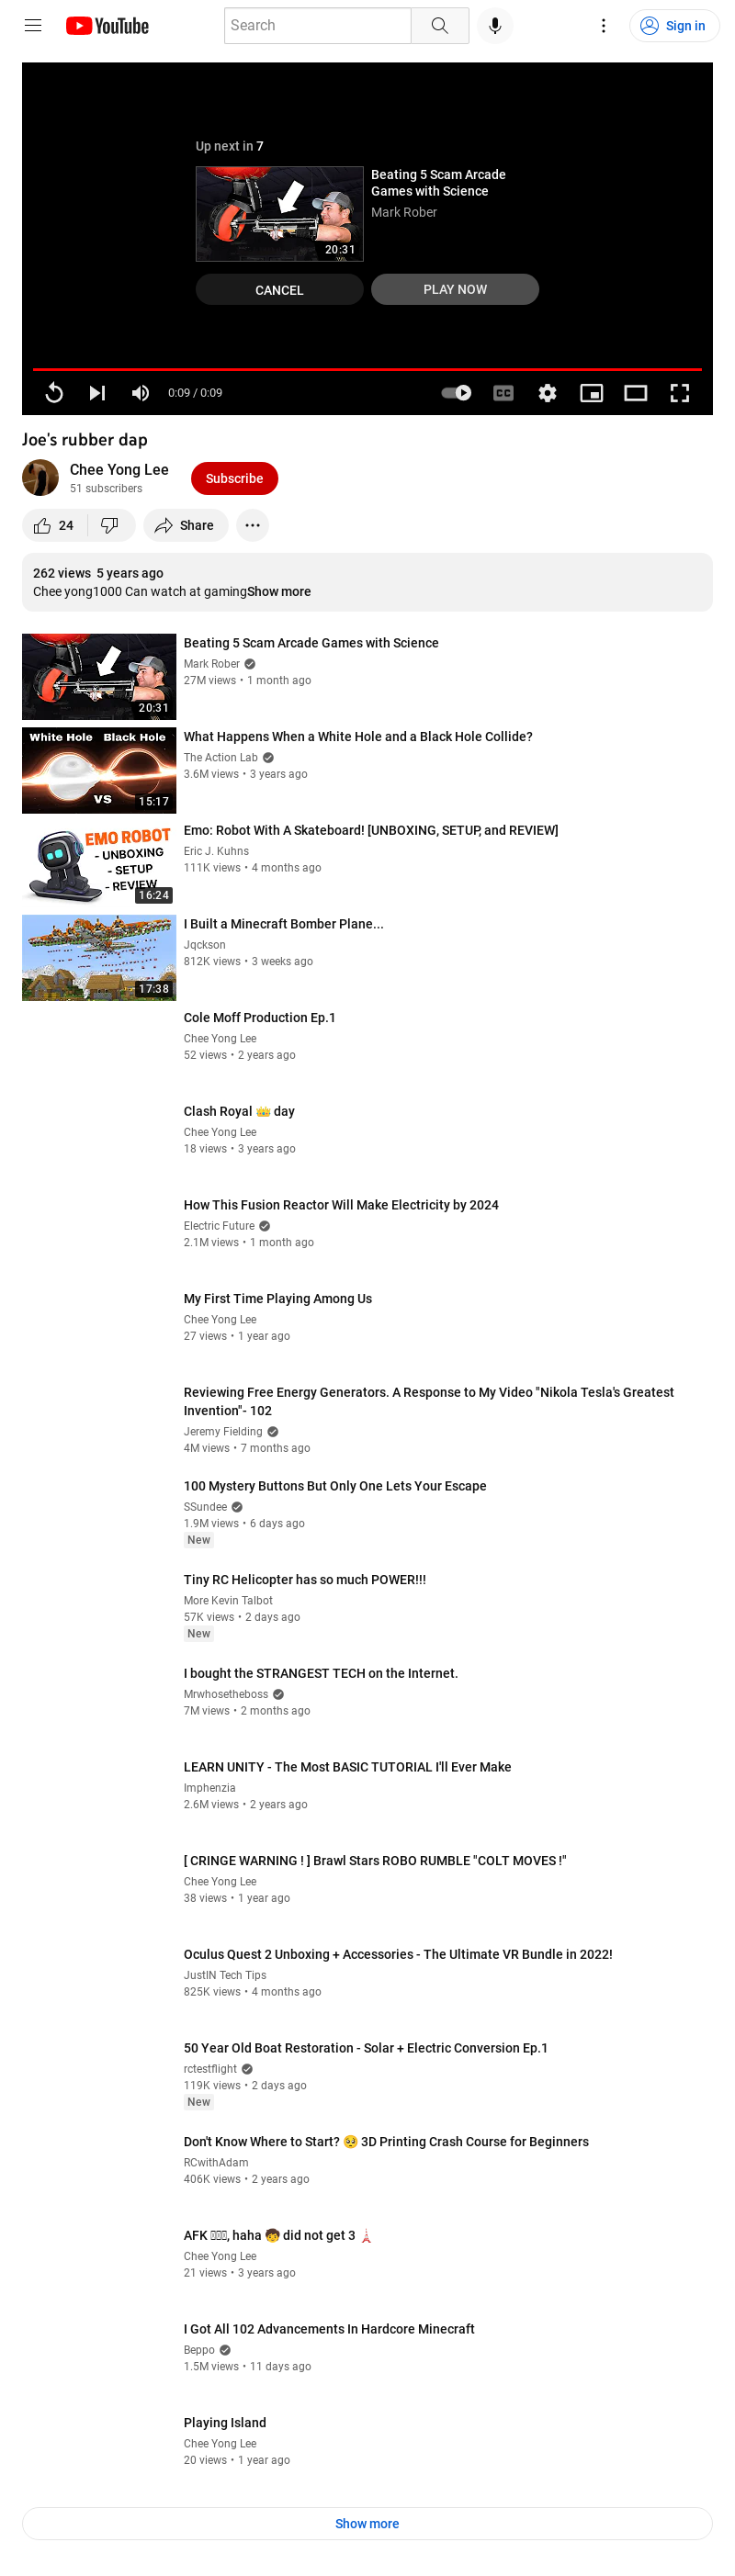 YouTube
Search
Sign in
Up next in 7
Beating 5 Scam Arcade
Games with Science
Mark Rober
20:31
CANCEL
PLAY NOW
0:09 / 0:09
CC
Joe's rubber dap
Chee Yong Lee
51 subscribers
Subscribe
24
Share
262 views 5 years ago
Chee yong1000 Can watch at gamingShow more
Beating 5 Scam Arcade Games with Science
Mark Rober
27M views • 1 month ago
20:31
White Hole Black Hole
VS
15:17
What Happens When a White Hole and a Black Hole Collide?
The Action Lab
3.6M views • 3 years ago
EMO ROBOT
- UNBOXING
- SETUP
- REVIEW
16:24
Emo: Robot With A Skateboard! [UNBOXING, SETUP, and REVIEW]
Eric J. Kuhns
111K views • 4 months ago
17:38
I Built a Minecraft Bomber Plane...
Jqckson
812K views • 3 weeks ago
Cole Moff Production Ep.1
Chee Yong Lee
52 views • 2 years ago
Clash Royal 👑 day
Chee Yong Lee
18 views • 3 years ago
How This Fusion Reactor Will Make Electricity by 2024
Electric Future
2.1M views • 1 month ago
My First Time Playing Among Us
Chee Yong Lee
27 views • 1 year ago
Reviewing Free Energy Generators. A Response to My Video "Nikola Tesla's Greatest
Invention"- 102
Jeremy Fielding
4M views • 7 months ago
100 Mystery Buttons But Only One Lets Your Escape
SSundee
1.9M views • 6 days ago
New
Tiny RC Helicopter has so much POWER!!!
More Kevin Talbot
57K views • 2 days ago
New
I bought the STRANGEST TECH on the Internet.
Mrwhosetheboss
7M views • 2 months ago
LEARN UNITY - The Most BASIC TUTORIAL I'll Ever Make
Imphenzia
2.6M views • 2 years ago
[ CRINGE WARNING ! ] Brawl Stars ROBO RUMBLE "COLT MOVES !"
Chee Yong Lee
38 views • 1 year ago
Oculus Quest 2 Unboxing + Accessories - The Ultimate VR Bundle in 2022!
JustIN Tech Tips
825K views • 4 months ago
50 Year Old Boat Restoration - Solar + Electric Conversion Ep.1
rctestflight
119K views • 2 days ago
New
Don't Know Where to Start? 🥺 3D Printing Crash Course for Beginners
RCwithAdam
406K views • 2 years ago
AFK , haha 🧒 did not get 3 🗼
Chee Yong Lee
21 views • 3 years ago
I Got All 102 Advancements In Hardcore Minecraft
Beppo
1.5M views • 11 days ago
Playing Island
Chee Yong Lee
20 views • 1 year ago
Show more